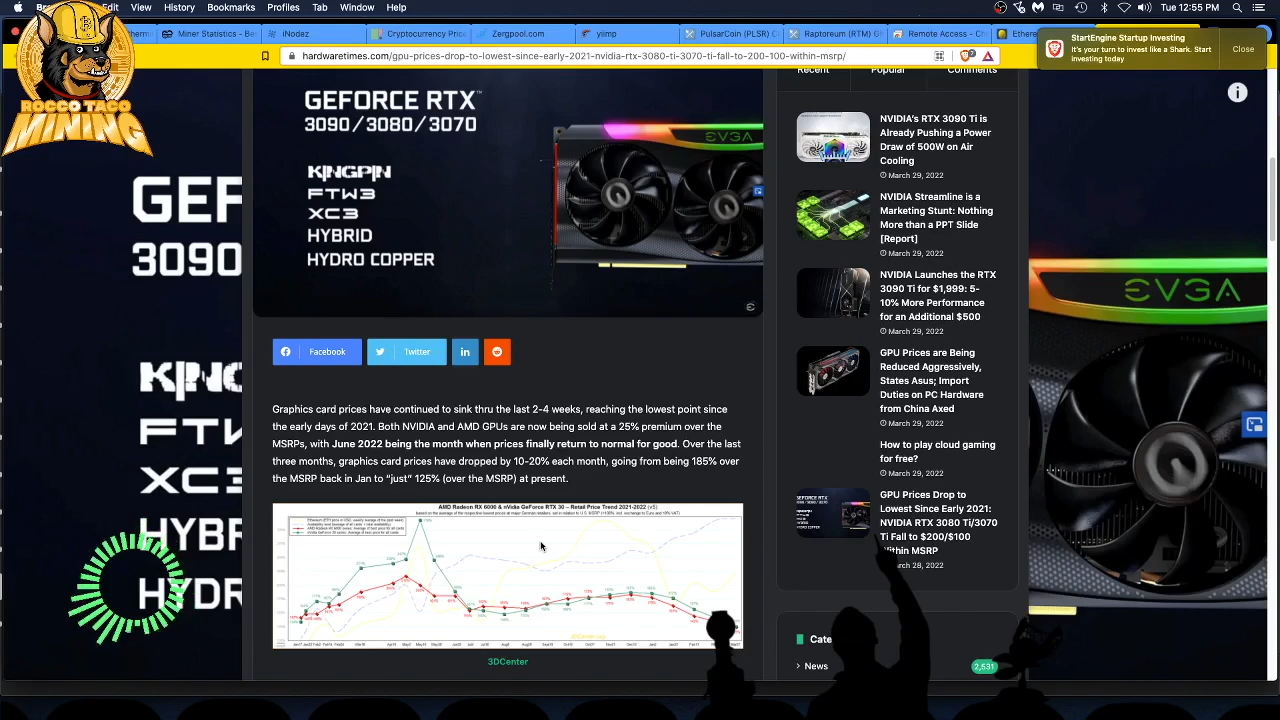 View
History
Bookmarks
Profiles
Tab
Window
Help
Tue 12:55 PM
Miner Statistics - Be
iNodez
Cryptocurrency Price
Zergpool.com
yiimp
PulsarCoin (PLSR) C
Raptoreum (RTM) G
Remote Access - Ch
Ethere
hardwaretimes.com/gpu-prices-drop-to-lowest-since-early-2021-nvidia-rtx-3080-ti-3070-ti-fall-to-200-100-within-msrp/
StartEngine Startup Investing
It's your turn to invest like a Shark. Start
Investing today
Close
ROCCO TACO
MINING
GEFORCE RTX™
3090/3080/3070
KINGPIN
FTW3
XC3
HYBRID
HYDRO COPPER
EVGA
GEF
3090
KINC
FTW
XC3
HYBR
HYDR
EVGA
Facebook
Twitter
in
Graphics card prices have continued to sink thru the last 2-4 weeks, reaching the lowest point since
the early days of 2021. Both NVIDIA and AMD GPUs are now being sold at a 25% premium over the
MSRPs, with June 2022 being the month when prices finally return to normal for good. Over the last
three months, graphics card prices have dropped by 10-20% each month, going from being 185% over
the MSRP back in Jan to "just" 125% (over the MSRP) at present.
AMD Radeon RX 6000 & nVidia GeForce RTX 30 – Retail Price Trend 2021-2022 (v5)
3DCenter
Recent
Popular
Comments
NVIDIA's RTX 3090 Ti is
Already Pushing a Power
Draw of 500W on Air
Cooling
March 29, 2022
NVIDIA Streamline is a
Marketing Stunt: Nothing
More than a PPT Slide
[Report]
March 29, 2022
NVIDIA Launches the RTX
3090 Ti for $1,999: 5-
10% More Performance
for an Additional $500
March 29, 2022
GPU Prices are Being
Reduced Aggressively,
States Asus; Import
Duties on PC Hardware
from China Axed
March 29, 2022
How to play cloud gaming
for free?
March 29, 2022
GPU Prices Drop to
Lowest Since Early 2021:
NVIDIA RTX 3080 Ti/3070
Ti Fall to $200/$100
Within MSRP
March 28, 2022
Cate
News
2,531